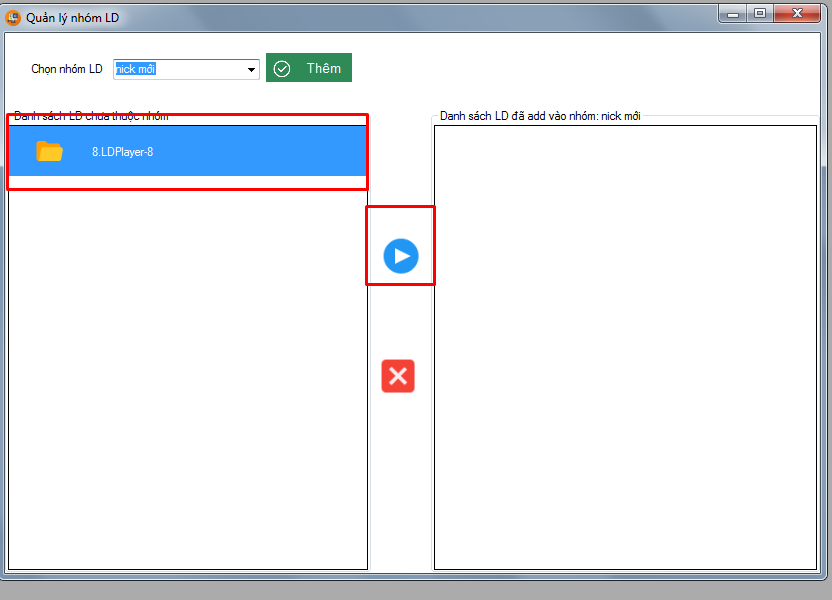 Quản lý nhóm LD
Chọn nhóm LD
nick mới
Thêm
Danh sách LD chưa thuộc nhóm
Danh sách LD đã add vào nhóm: nick mới
8.LDPlayer-8